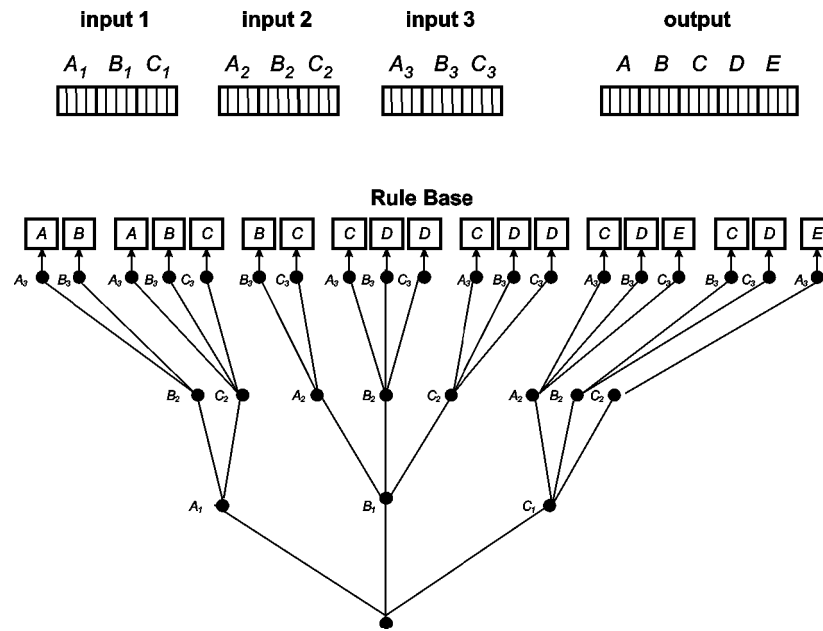 input 1 input 2 input 3 output
A₁ B₁ C₁ A₂ B₂ C₂ A₃ B₃ C₃ A B C D E
Rule Base
A B A B C B C C D D C D D C D E C D E
A₃ B₃ A₃ B₃ C₃ B₃ C₃ A₃ B₃ C₃ A₃ B₃ C₃ A₃ B₃ C₃ B₃ C₃ A₃
B₂ C₂ A₂ B₂ C₂ A₂ B₂ C₂
A₁ B₁ C₁